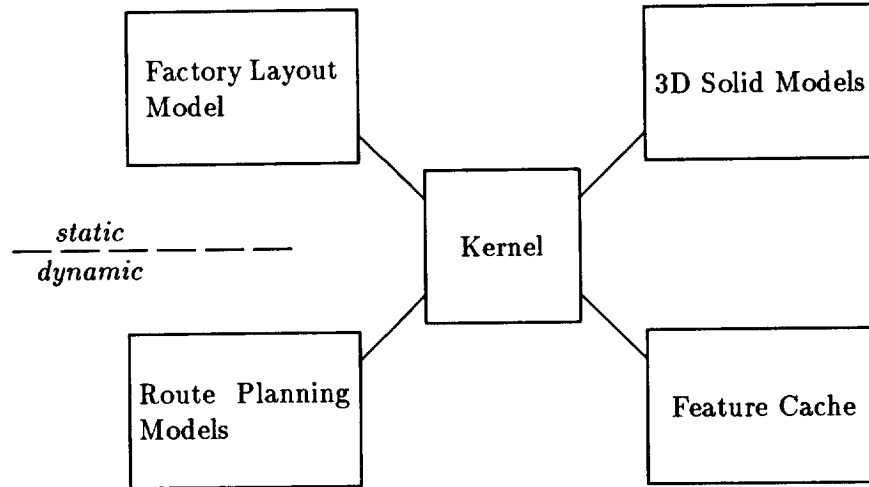 Factory Layout
Model
3D Solid Models
static
dynamic
Kernel
Route Planning
Models
Feature Cache